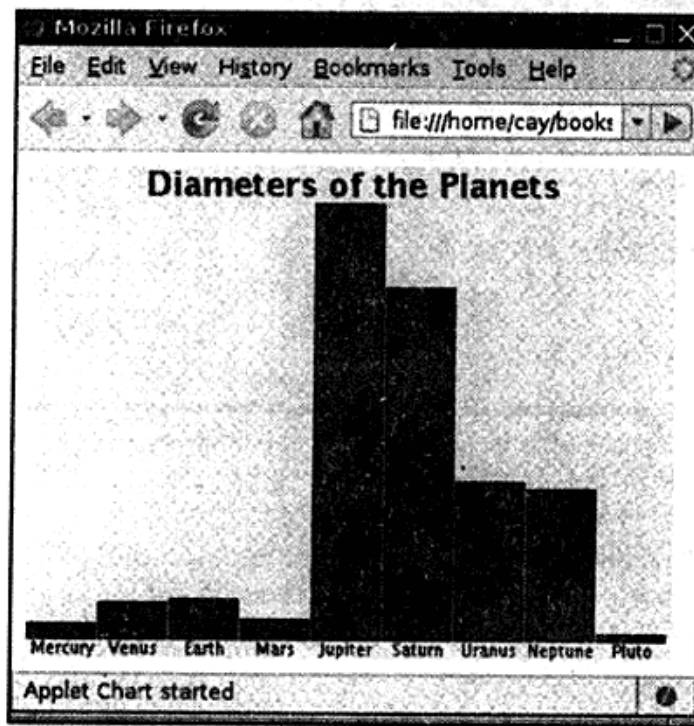 Mozilla Firefox
File Edit View History Bookmarks Tools Help
file:///home/cay/books
Diameters of the Planets
Mercury Venus Earth Mars Jupiter Saturn Uranus Neptune Pluto
Applet Chart started